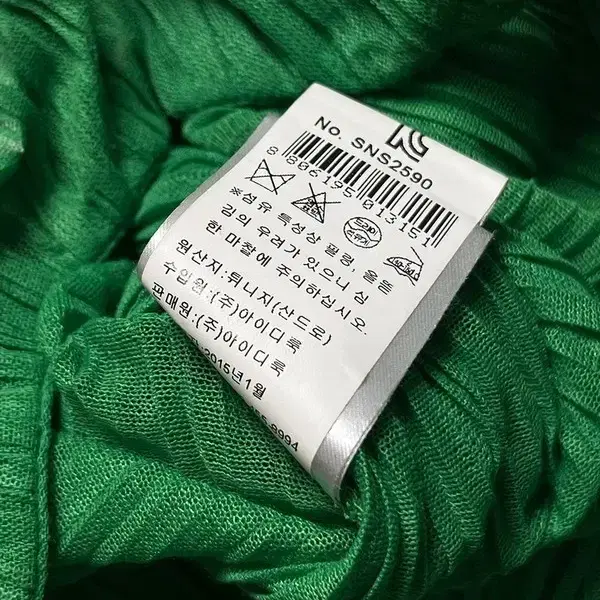 No. SNS2590
8 806195 013151
※섬유 특성상 필링, 올뜯
김의 우려가 있으니 심
한 마찰에 주의하십시오.
원산지:튀니지(산드로)
수입원:(주)아이디룩
판매원:(주)아이디룩
2015년1월
9994